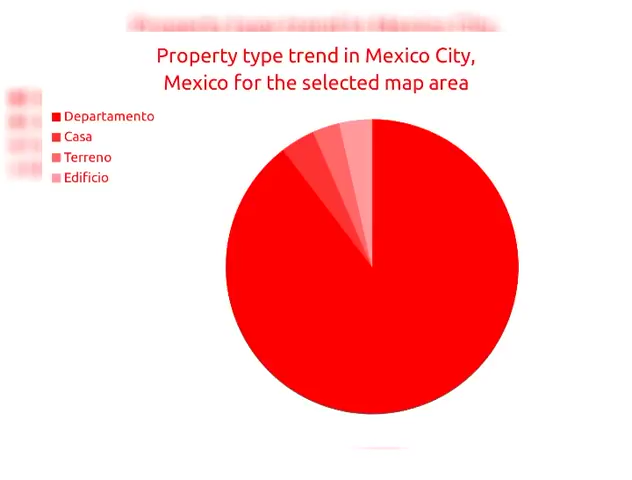 Property type trend in Mexico City,
Mexico for the selected map area
Departamento
Casa
Terreno
Edificio